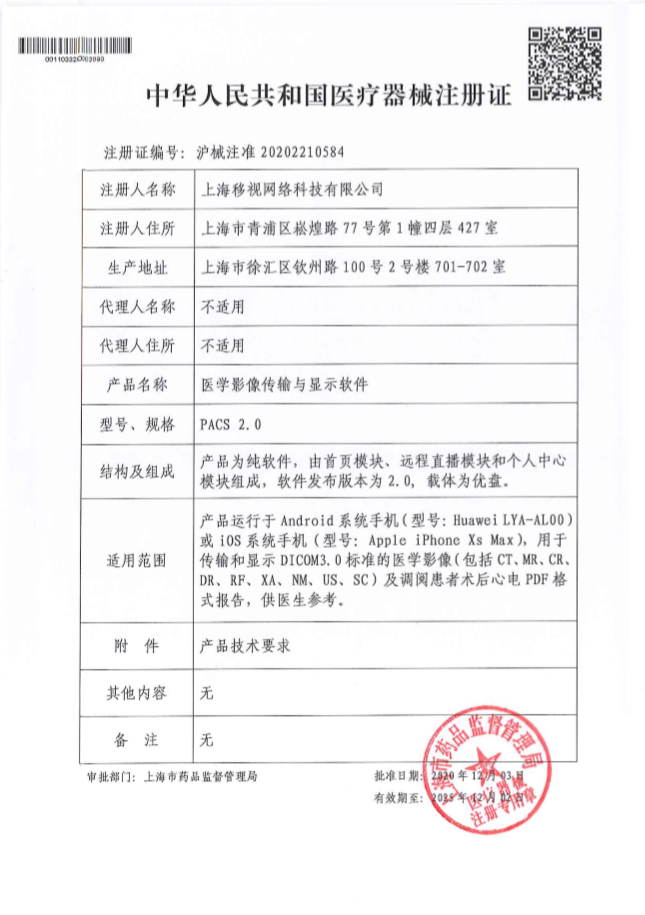 00110332
中华人民共和国医疗器械注册证
注册证编号：沪械注准 20202210584
注册人名称 上海移视网络科技有限公司
注册人住所 上海市青浦区崧煌路 77 号第 1 幢四层 427 室
生产地址 上海市徐汇区钦州路 100 号 2 号楼 701-702 室
代理人名称 不适用
代理人住所 不适用
产品名称 医学影像传输与显示软件
型号、规格 PACS 2.0
结构及组成 产品为纯软件，由首页模块、远程直播模块和个人中心
模块组成，软件发布版本为 2.0，载体为优盘。
适用范围 产品运行于 Android 系统手机（型号：Huawei LYA-AL00）
或 iOS 系统手机（型号：Apple iPhone Xs Max），用于
传输和显示 DICOM3.0 标准的医学影像（包括 CT、MR、CR、
DR、RF、XA、NM、US、SC）及调阅患者术后心电 PDF 格
式报告，供医生参考。
附 件 产品技术要求
其他内容 无
备 注 无
审批部门：上海市药品监督管理局
批准日期：2020 年 12 月 03 日
有效期至：2025 年 12 月 02 日
上海市药品监督管理局
医疗器械
注册专用章